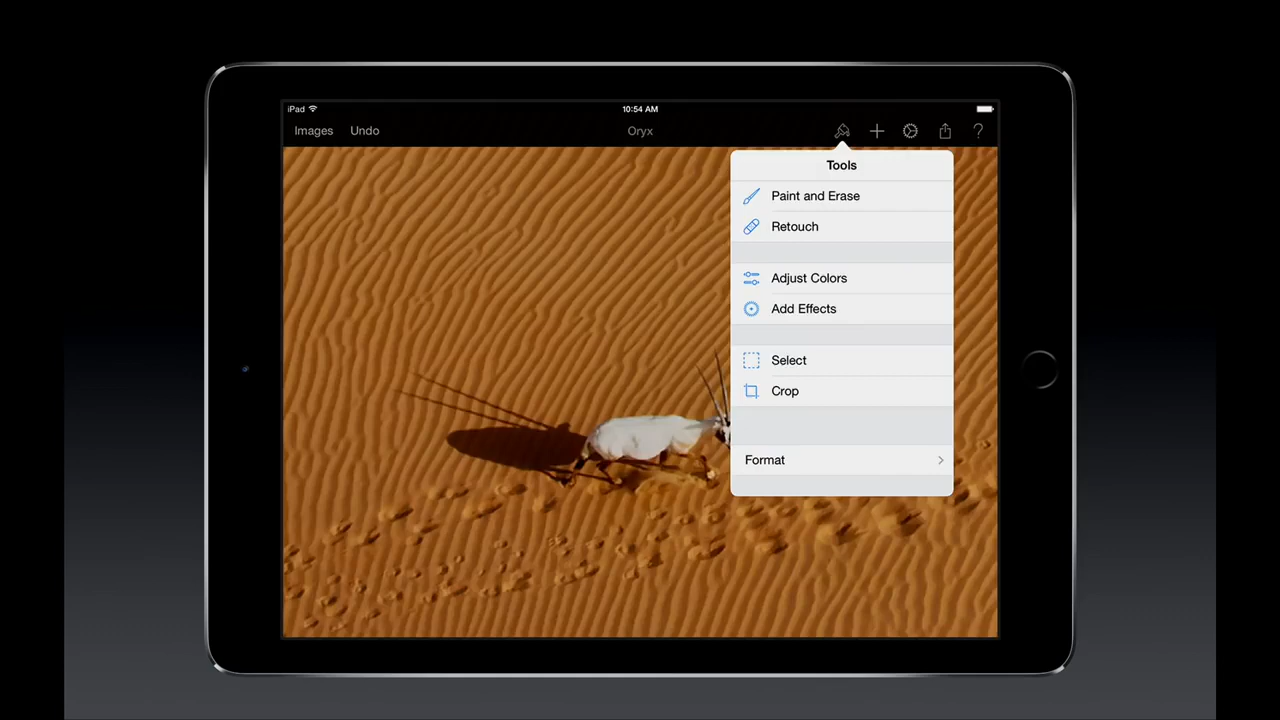 iPad
10:54 AM
Images
Undo
Oryx
?
Tools
Paint and Erase
Retouch
Adjust Colors
Add Effects
Select
Crop
Format